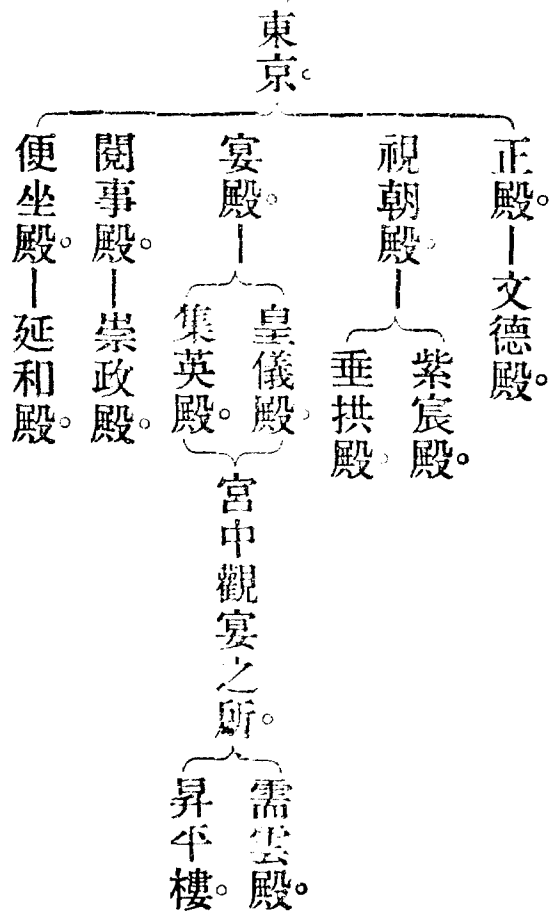 東京。
正殿。
文德殿。
視朝殿。
紫宸殿。
垂拱殿。
宴殿。
皇儀殿。
集英殿。
宮中觀宴之所。
需雲殿。
昇平樓。
閱事殿。
崇政殿。
便坐殿。
延和殿。